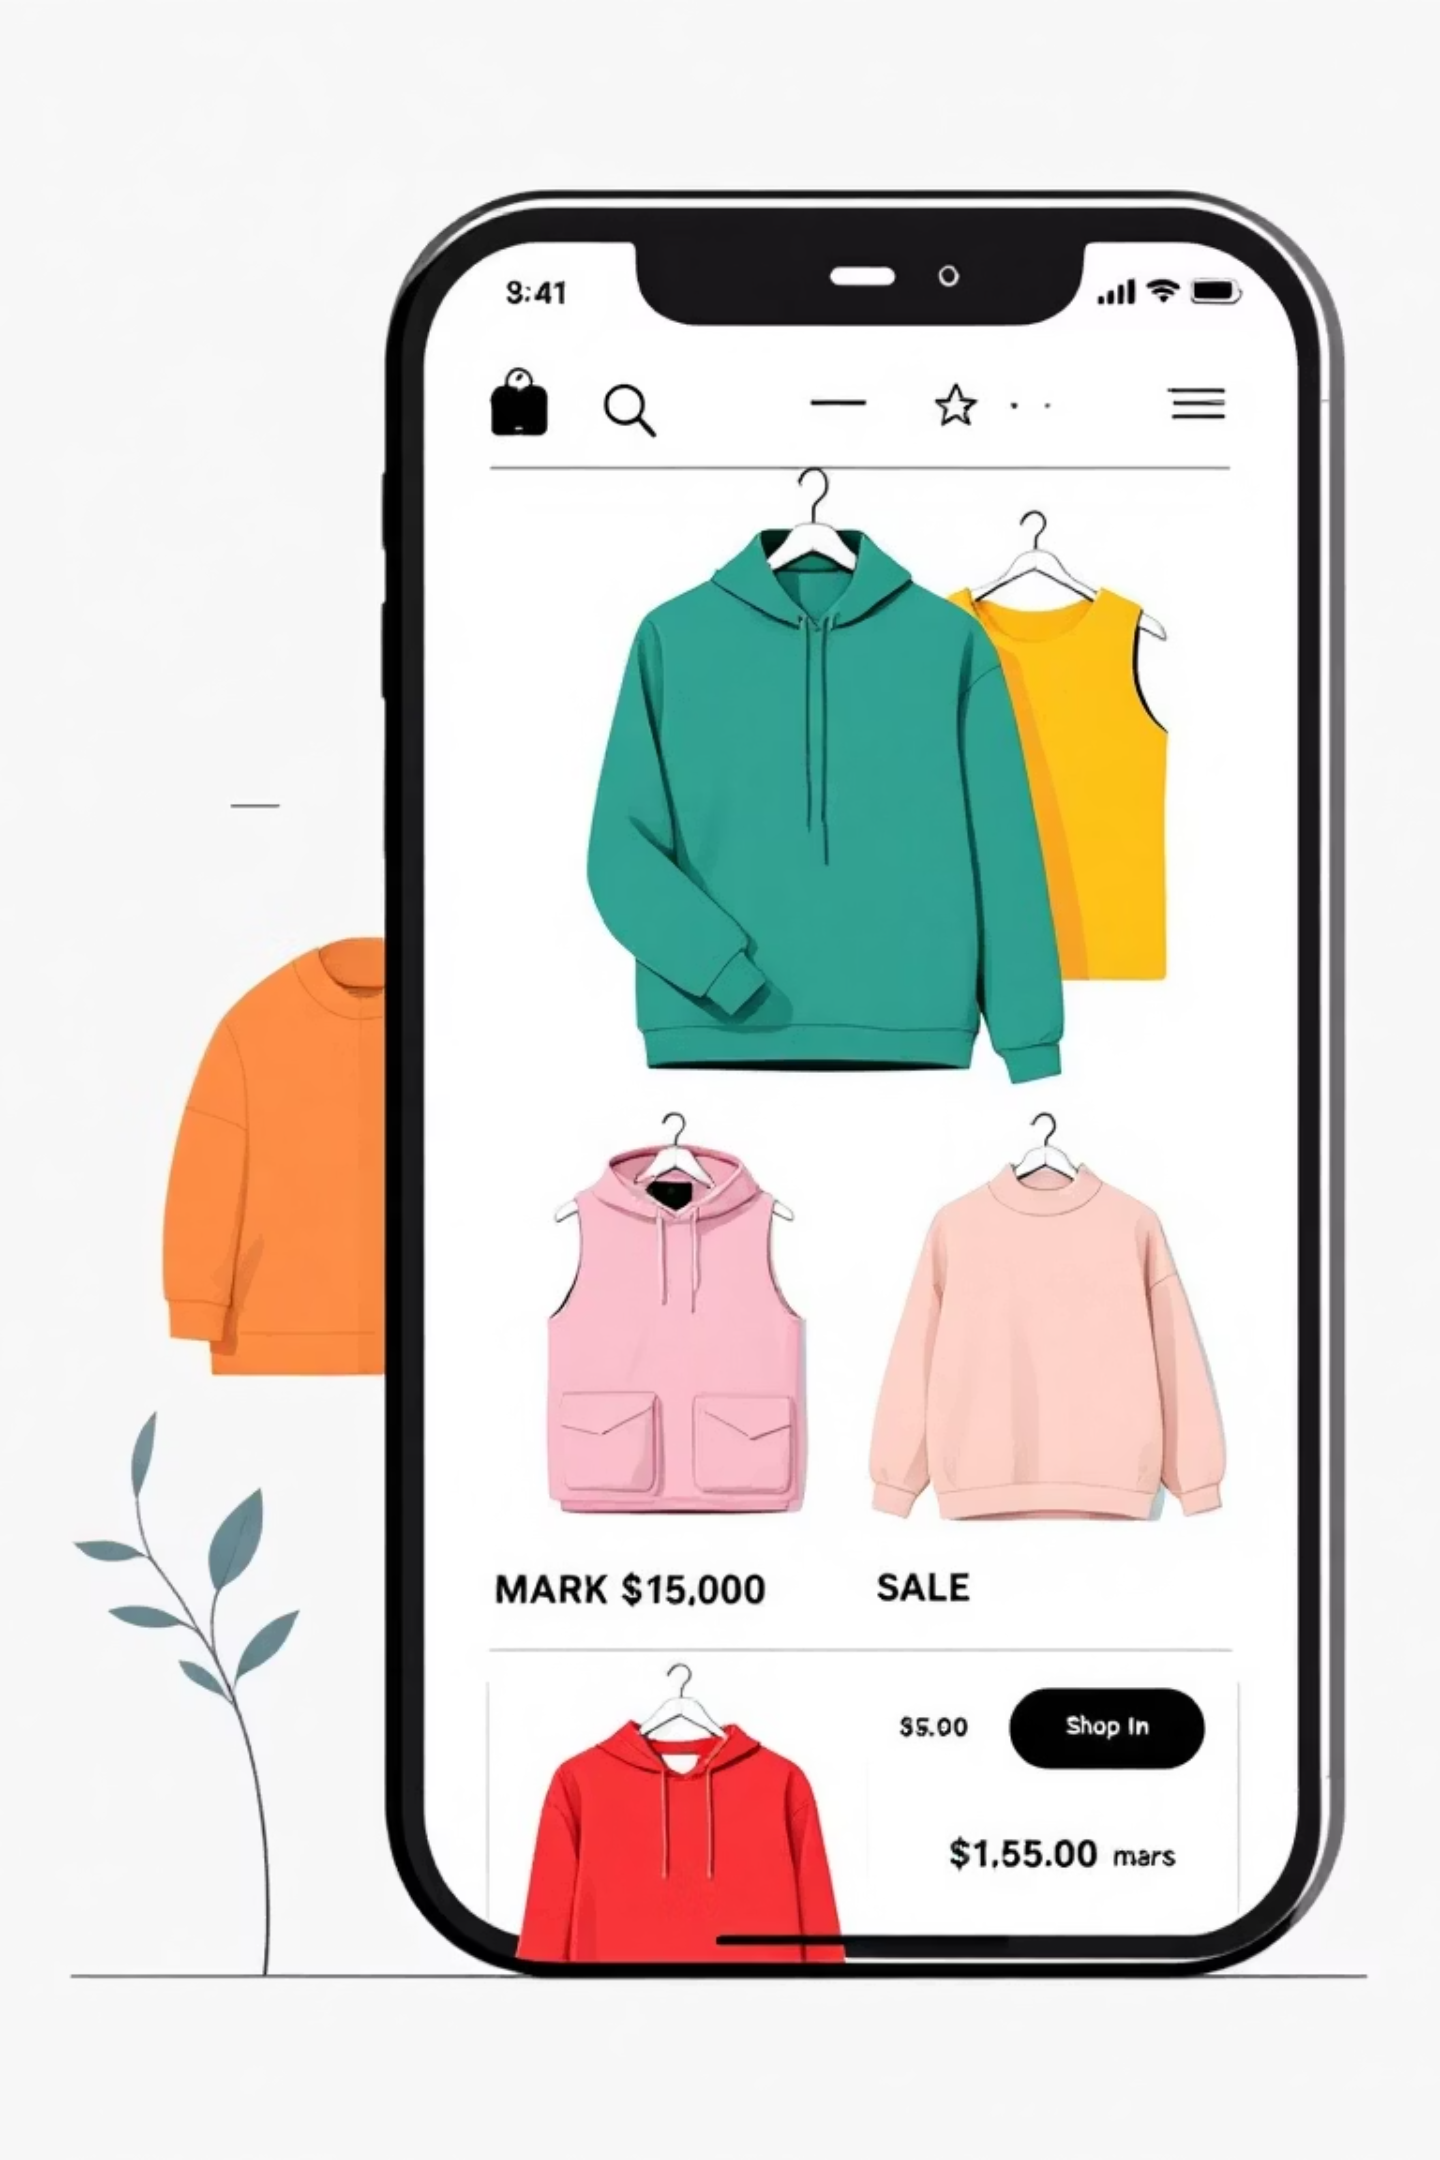 9:41
MARK $15,000
SALE
$5.00
Shop In
$1,55.00 mars